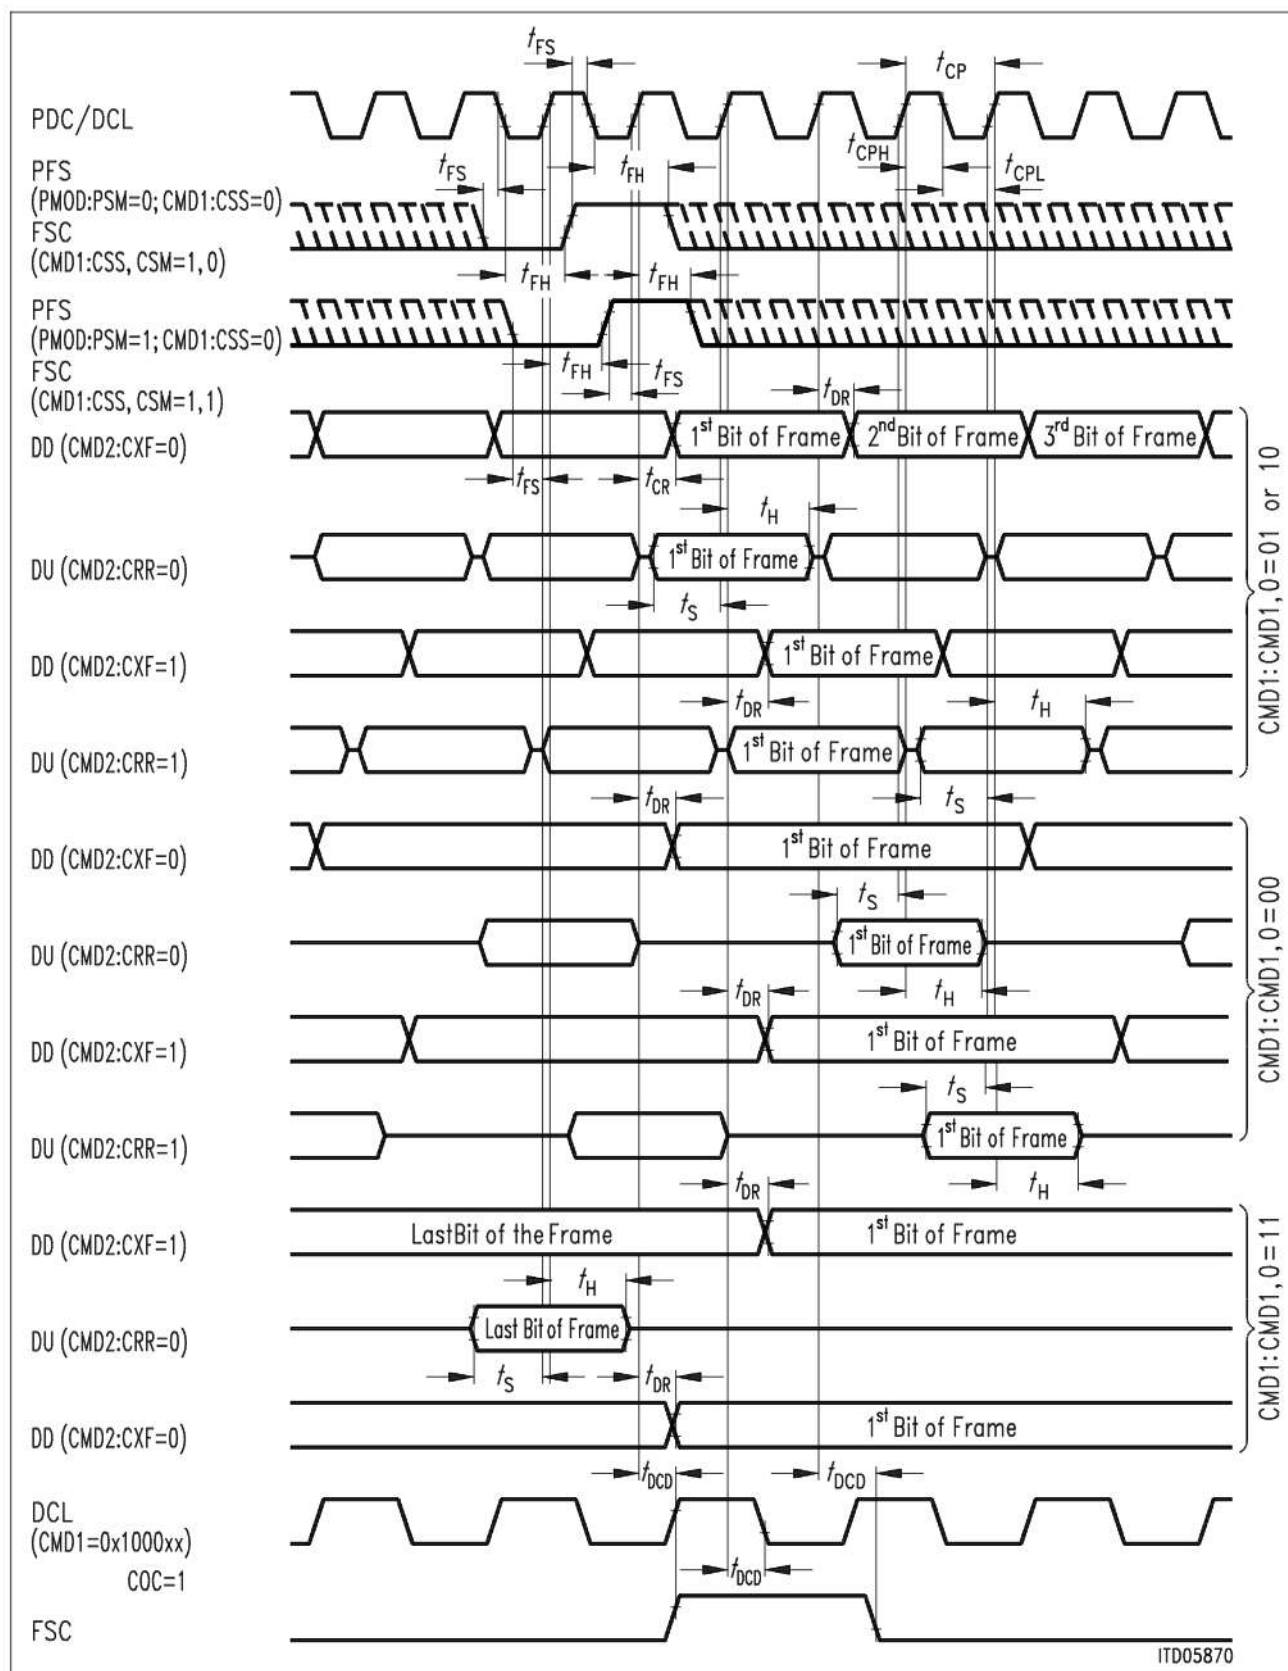 tFS
tCP
PDC/DCL
tCPH
tCPL
PFS
tFS
tFH
(PMOD:PSM=0; CMD1:CSS=0)
FSC
(CMD1:CSS, CSM=1,0)
tFH
tFH
PFS
(PMOD:PSM=1; CMD1:CSS=0)
FSC
tFH
tFS
(CMD1:CSS, CSM=1,1)
tDR
DD (CMD2:CXF=0)
1st Bit of Frame
2nd Bit of Frame
3rd Bit of Frame
tFS
tCR
tH
DU (CMD2:CRR=0)
1st Bit of Frame
tS
CMD1:CMD1,0=01 or 10
DD (CMD2:CXF=1)
1st Bit of Frame
tDR
tH
DU (CMD2:CRR=1)
1st Bit of Frame
tDR
tS
DD (CMD2:CXF=0)
1st Bit of Frame
tS
DU (CMD2:CRR=0)
1st Bit of Frame
tDR
tH
CMD1:CMD1,0=00
DD (CMD2:CXF=1)
1st Bit of Frame
tS
DU (CMD2:CRR=1)
1st Bit of Frame
tDR
tH
DD (CMD2:CXF=1)
Last Bit of the Frame
1st Bit of Frame
tH
DU (CMD2:CRR=0)
Last Bit of Frame
CMD1:CMD1,0=11
tS
tDR
DD (CMD2:CXF=0)
1st Bit of Frame
tDCD
tDCD
DCL
(CMD1=0x1000xx)
COC=1
tDCD
FSC
ITD05870